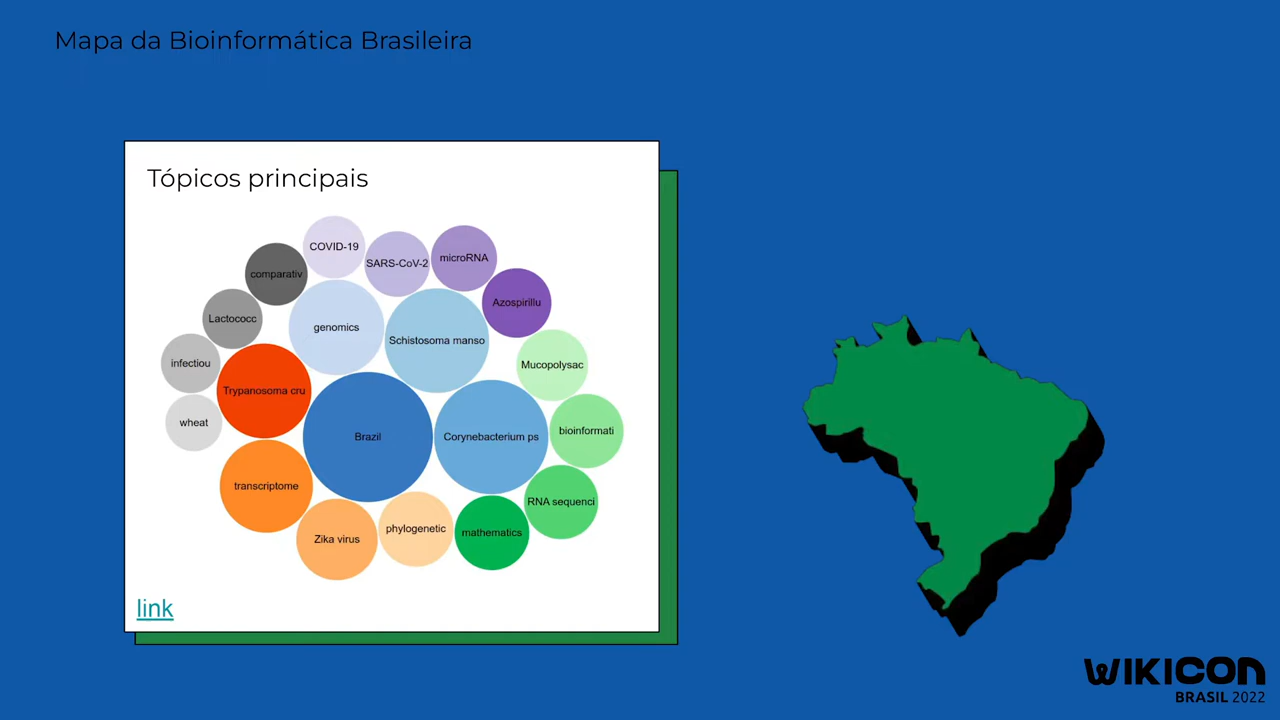 Mapa da Bioinformática Brasileira
Tópicos principais
COVID-19
SARS-CoV-2
microRNA
comparativ
Azospirillu
Lactococc
genomics
Schistosoma manso
infectiou
Mucopolysac
Trypanosoma cru
wheat
Brazil
Corynebacterium ps
bioinformati
transcriptome
RNA sequenci
Zika virus
phylogenetic
mathematics
link
WIKICON
BRASIL 2022